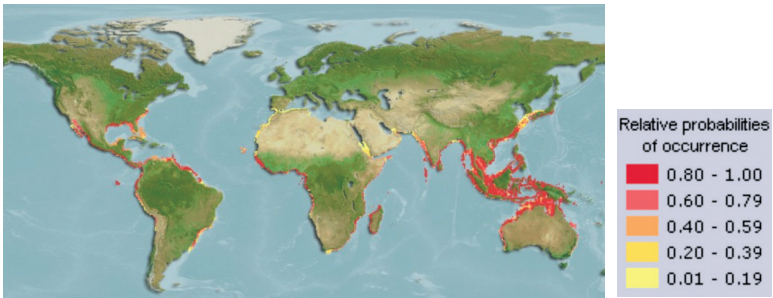 Relative probabilities
of occurrence
0.80 - 1.00
0.60 - 0.79
0.40 - 0.59
0.20 - 0.39
0.01 - 0.19